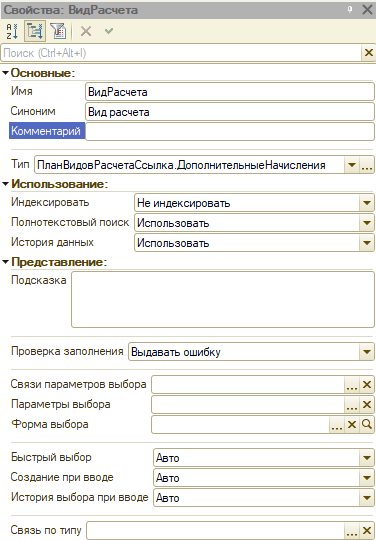 Свойства: ВидРасчета
Поиск (Ctrl+Alt+I)
Основные:
Имя ВидРасчета
Синоним Вид расчета
Комментарий
Тип ПланВидовРасчетаСсылка.ДополнительныеНачисления
Использование:
Индексировать Не индексировать
Полнотекстовый поиск Использовать
История данных Использовать
Представление:
Подсказка
Проверка заполнения Выдавать ошибку
Связи параметров выбора
Параметры выбора
Форма выбора
Быстрый выбор Авто
Создание при вводе Авто
История выбора при вводе Авто
Связь по типу